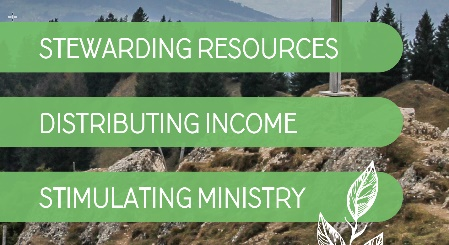 STEWARDING RESOURCES
DISTRIBUTING INCOME
STIMULATING MINISTRY